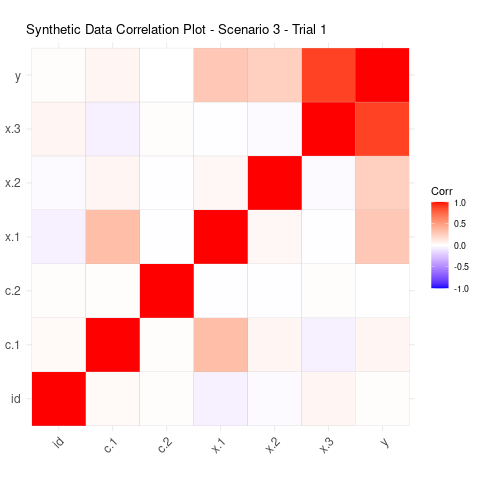 Synthetic Data Correlation Plot - Scenario 3 - Trial 1
y
x.3
x.2
x.1
c.2
c.1
id
id
c.1
c.2
x.1
x.2
x.3
y
Corr
1.0
0.5
0.0
-0.5
-1.0